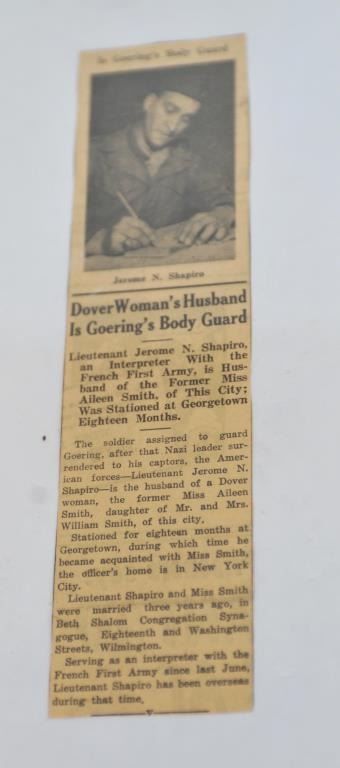 Is Goering's Body Guard
Jerome N. Shapiro
Dover Woman's Husband
Is Goering's Body Guard
Lieutenant Jerome N. Shapiro,
an Interpreter With the
French First Army, is Hus-
band of the Former Miss
Aileen Smith, of This City;
Was Stationed at Georgetown
Eighteen Months.
The soldier assigned to guard
Goering, after that Nazi leader sur-
rendered to his captors, the Amer-
ican forces—Lieutenant Jerome N.
Shapiro—is the husband of a Dover
woman, the former Miss Aileen
Smith, daughter of Mr. and Mrs.
William Smith, of this city.
Stationed for eighteen months at
Georgetown, during which time he
became acquainted with Miss Smith,
the officer's home is in New York
City.
Lieutenant Shapiro and Miss Smith
were married three years ago, in
Beth Shalom Congregation Syna-
gogue, Eighteenth and Washington
Streets, Wilmington.
Serving as an interpreter with the
French First Army since last June,
Lieutenant Shapiro has been overseas
during that time.